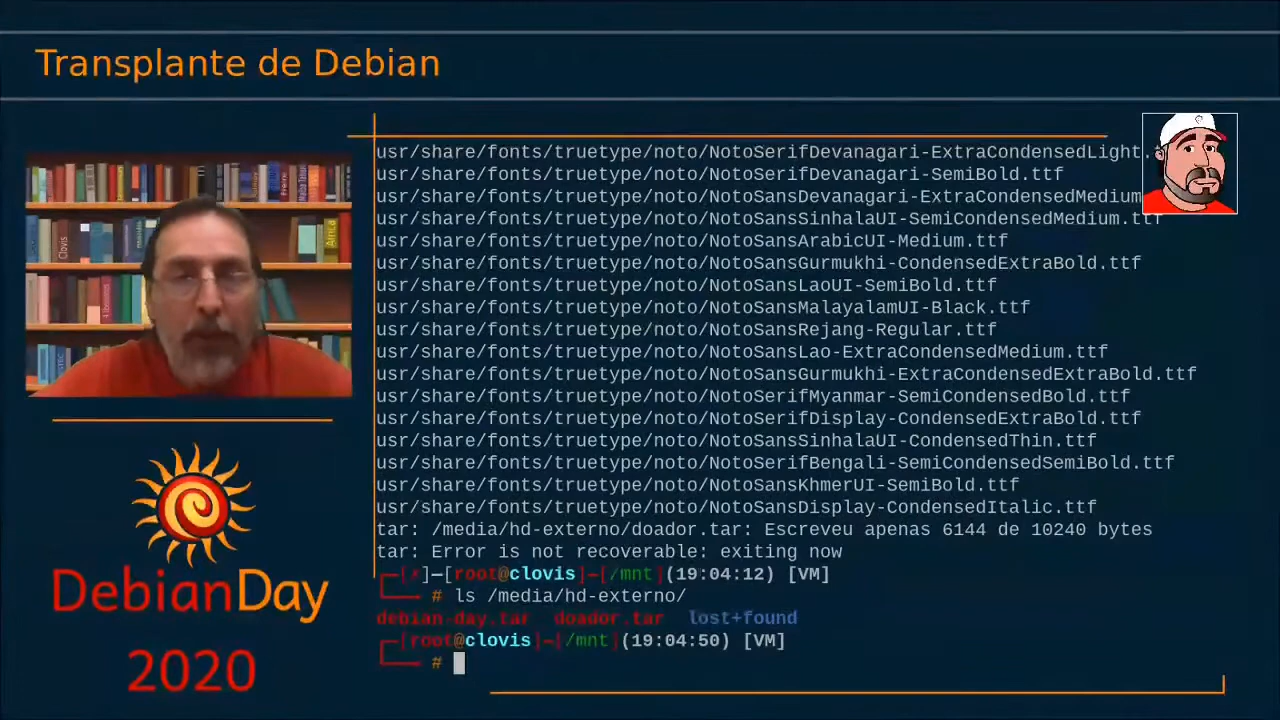 Transplante de Debian
usr/share/fonts/truetype/noto/NotoSerifDevanagari-ExtraCondensedLight.
usr/share/fonts/truetype/noto/NotoSerifDevanagari-SemiBold.ttf
usr/share/fonts/truetype/noto/NotoSansDevanagari-ExtraCondensedMedium
usr/share/fonts/truetype/noto/NotoSansSinhalaUI-SemiCondensedMedium.ttf
usr/share/fonts/truetype/noto/NotoSansArabicUI-Medium.ttf
usr/share/fonts/truetype/noto/NotoSansGurmukhi-CondensedExtraBold.ttf
usr/share/fonts/truetype/noto/NotoSansLaoUI-SemiBold.ttf
usr/share/fonts/truetype/noto/NotoSansMalayalamUI-Black.ttf
usr/share/fonts/truetype/noto/NotoSansRejang-Regular.ttf
usr/share/fonts/truetype/noto/NotoSansLao-ExtraCondensedMedium.ttf
usr/share/fonts/truetype/noto/NotoSansGurmukhi-ExtraCondensedExtraBold.ttf
usr/share/fonts/truetype/noto/NotoSerifMyanmar-SemiCondensedBold.ttf
usr/share/fonts/truetype/noto/NotoSerifDisplay-CondensedExtraBold.ttf
usr/share/fonts/truetype/noto/NotoSansSinhalaUI-CondensedThin.ttf
usr/share/fonts/truetype/noto/NotoSerifBengali-SemiCondensedSemiBold.ttf
usr/share/fonts/truetype/noto/NotoSansKhmerUI-SemiBold.ttf
usr/share/fonts/truetype/noto/NotoSansDisplay-CondensedItalic.ttf
tar: /media/hd-externo/doador.tar: Escreveu apenas 6144 de 10240 bytes
tar: Error is not recoverable: exiting now
┌─[✗]─[root@clovis]─[/mnt](19:04:12) [VM]
└── # ls /media/hd-externo/
debian-day.tar doador.tar lost+found
┌─[root@clovis]─[/mnt](19:04:50) [VM]
└── #
Clovis
África
DebianDay
2020